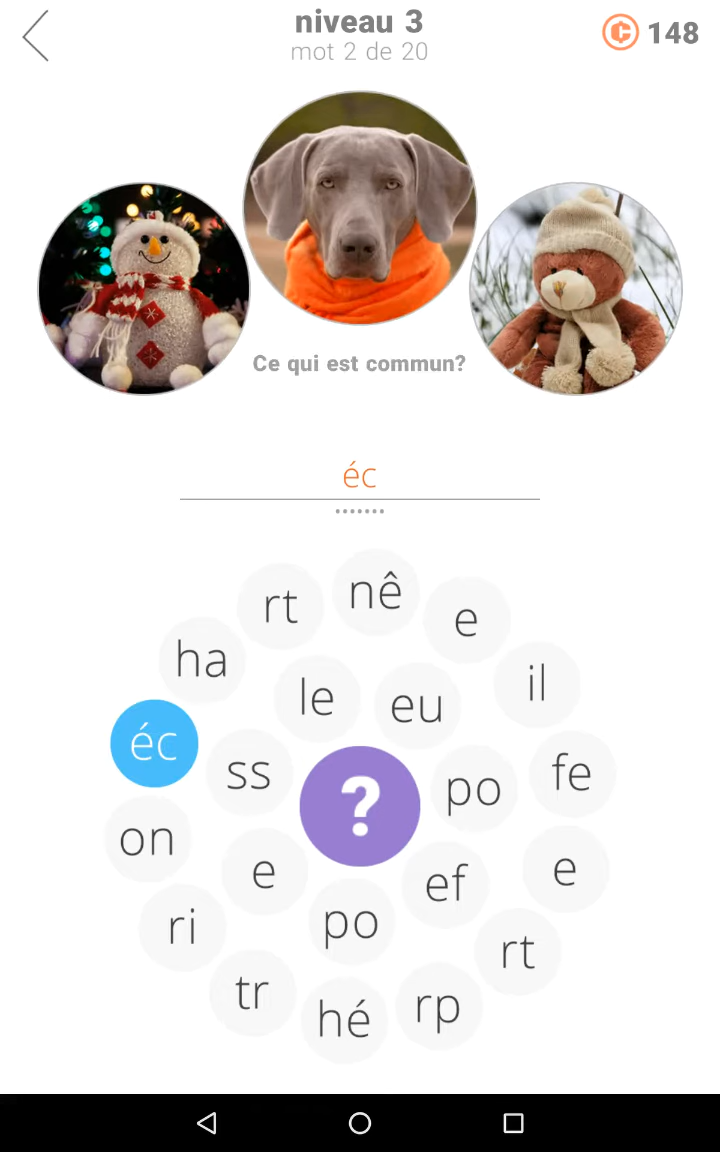 niveau 3
148
mot 2 de 20
Ce qui est commun?
éc
rt
nê
e
ha
il
le
eu
éc
ss
po
fe
?
on
e
ef
e
ri
po
rt
tr
hé
rp